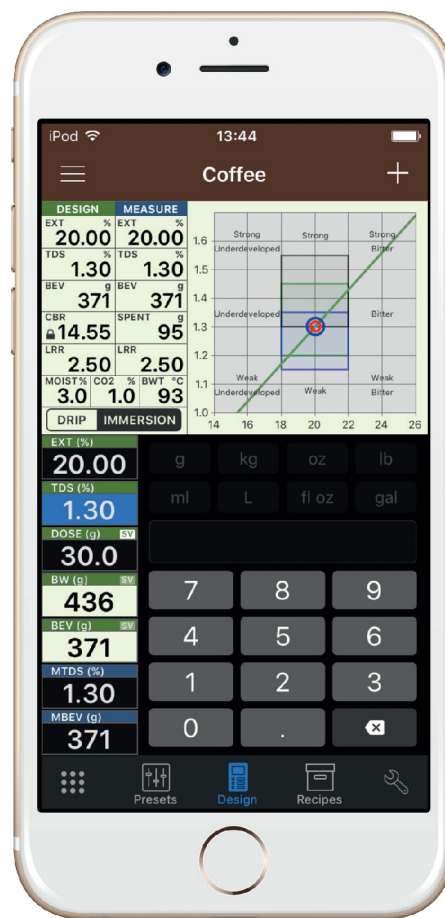 iPod 13:44
Coffee
DESIGN MEASURE
EXT % EXT %
20.00 20.00
TDS % TDS %
1.30 1.30
BEV g BEV g
371 371
CBR SPENT g
14.55 95
LRR LRR
2.50 2.50
MOIST% CO2 % BWT °C
3.0 1.0 93
DRIP IMMERSION
Strong Strong Strong
Underdeveloped Bitter
Underdeveloped Bitter
Weak Weak
Underdeveloped Weak Bitter
1.6
1.5
1.4
1.3
1.2
1.1
1.0
14 16 18 20 22 24 26
EXT (%)
20.00
TDS (%)
1.30
DOSE (g) SV
30.0
BW (g) SV
436
BEV (g) SV
371
MTDS (%)
1.30
MBEV (g)
371
g kg oz lb
ml L fl oz gal
7 8 9
4 5 6
1 2 3
0 .
Presets Design Recipes